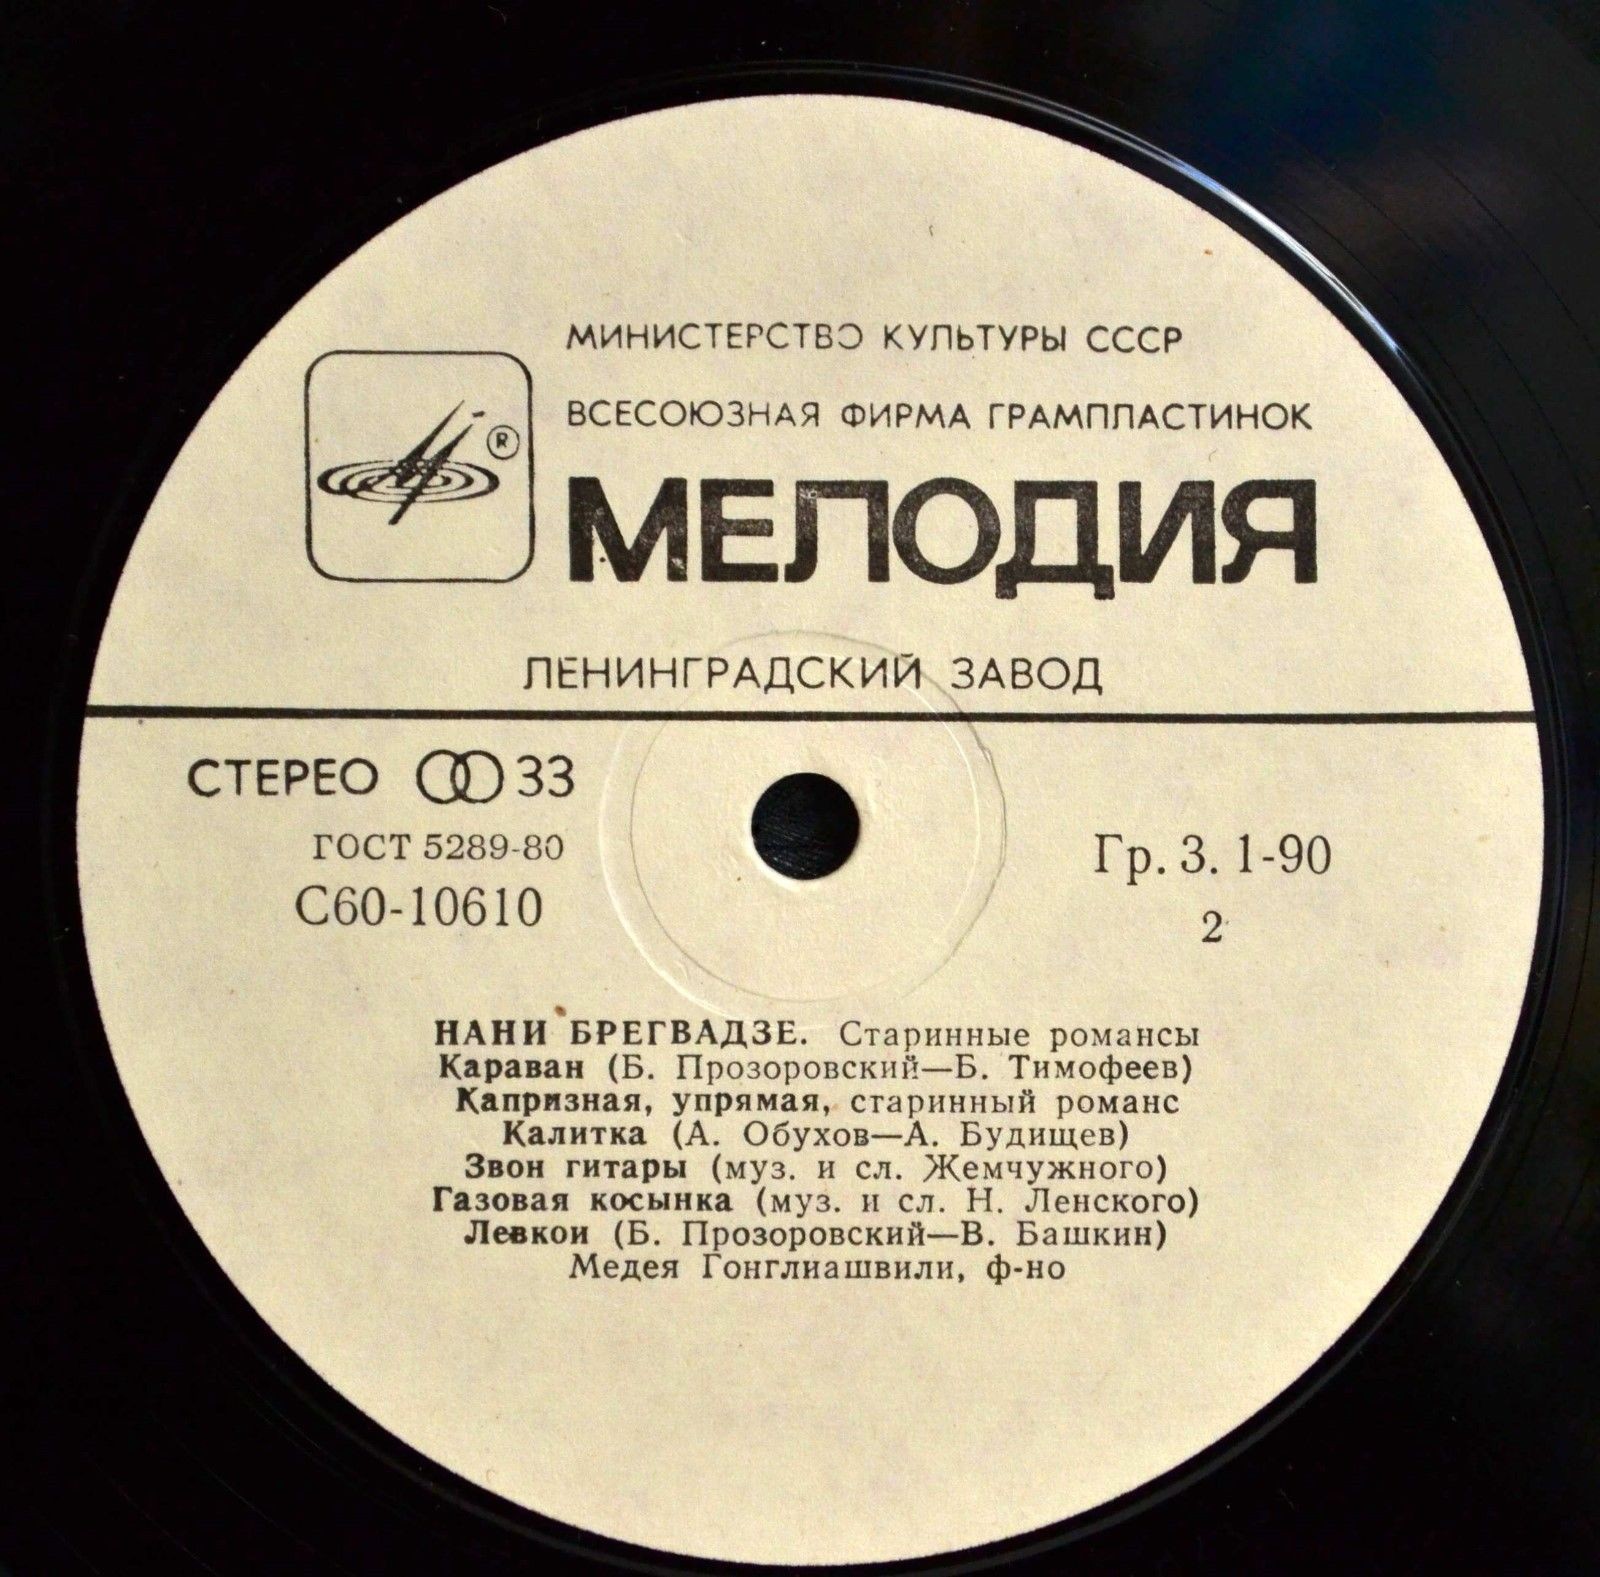 МИНИСТЕРСТВО КУЛЬТУРЫ СССР
ВСЕСОЮЗНАЯ ФИРМА ГРАМПЛАСТИНОК
®
МЕЛОДИЯ
ЛЕНИНГРАДСКИЙ ЗАВОД
СТЕРЕО 33
ГОСТ 5289-80
С60-10610
Гр. 3. 1-90
2
НАНИ БРЕГВАДЗЕ. Старинные романсы
Караван (Б. Прозоровский—Б. Тимофеев)
Капризная, упрямая, старинный романс
Калитка (А. Обухов—А. Будищев)
Звон гитары (муз. и сл. Жемчужного)
Газовая косынка (муз. и сл. Н. Ленского)
Левкои (Б. Прозоровский—В. Башкин)
Медея Гонглиашвили, ф-но